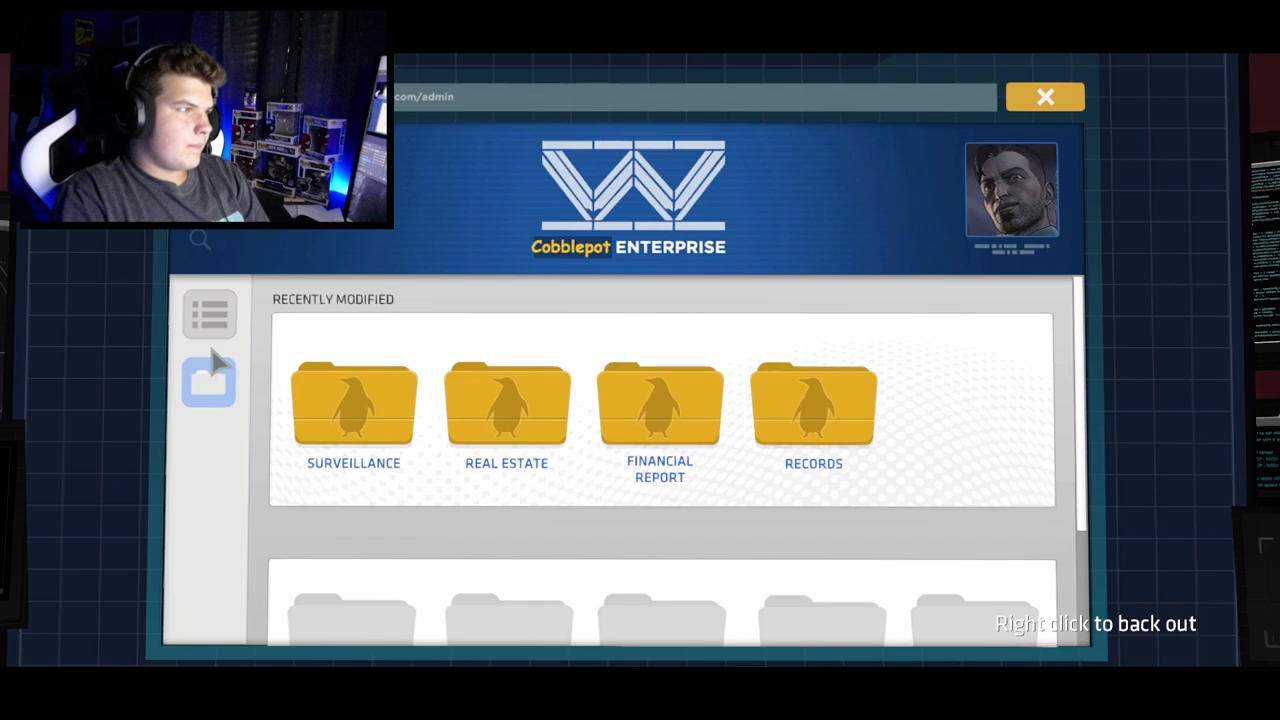 com/admin
Cobblepot ENTERPRISE
RECENTLY MODIFIED
SURVEILLANCE
REAL ESTATE
FINANCIAL
REPORT
RECORDS
Right click to back out